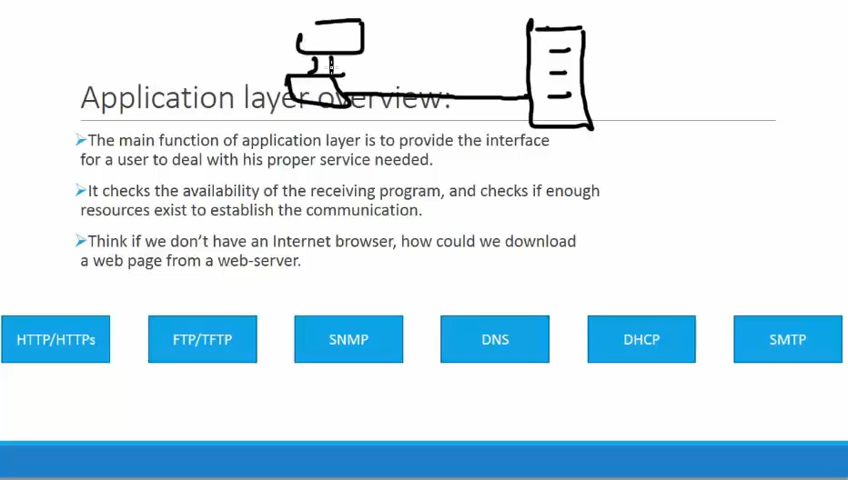 Application layer overview:
The main function of application layer is to provide the interface
for a user to deal with his proper service needed.
It checks the availability of the receiving program, and checks if enough
resources exist to establish the communication.
Think if we don't have an Internet browser, how could we download
a web page from a web-server.
HTTP/HTTPs
FTP/TFTP
SNMP
DNS
DHCP
SMTP